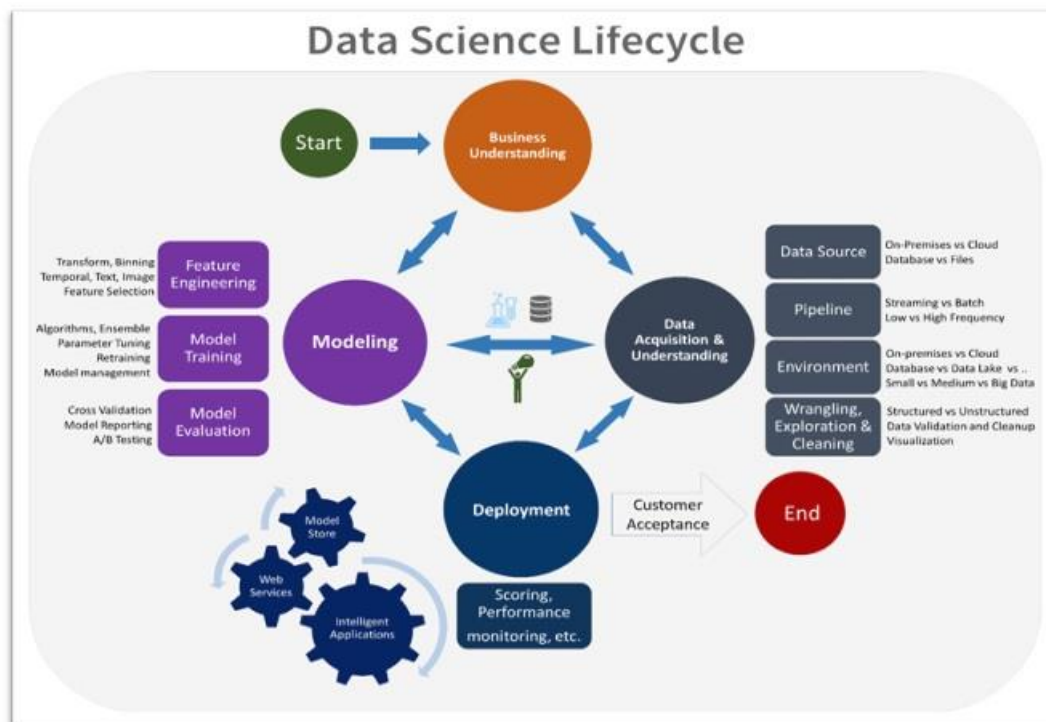 Data Science Lifecycle
Start
Business
Understanding
Transform, Binning
Temporal, Text, Image
Feature Selection
Feature
Engineering
Algorithms, Ensemble
Parameter Tuning
Retraining
Model management
Model
Training
Cross Validation
Model Reporting
A/B Testing
Model
Evaluation
Modeling
Data
Acquisition &
Understanding
Data Source
On-Premises vs Cloud
Database vs Files
Pipeline
Streaming vs Batch
Low vs High Frequency
Environment
On-premises vs Cloud
Database vs Data Lake vs ..
Small vs Medium vs Big Data
Wrangling,
Exploration &
Cleaning
Structured vs Unstructured
Data Validation and Cleanup
Visualization
Deployment
Customer
Acceptance
End
Model
Store
Web
Services
Intelligent
Applications
Scoring,
Performance
monitoring, etc.